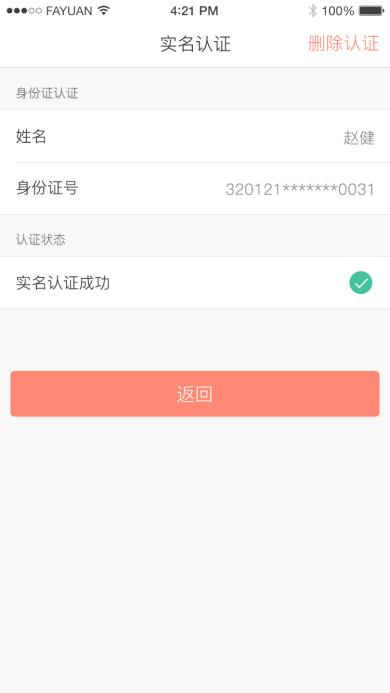 FAYUAN 4:21 PM 100%
实名认证 删除认证
身份证认证
姓名 赵健
身份证号 320121*******0031
认证状态
实名认证成功
返回